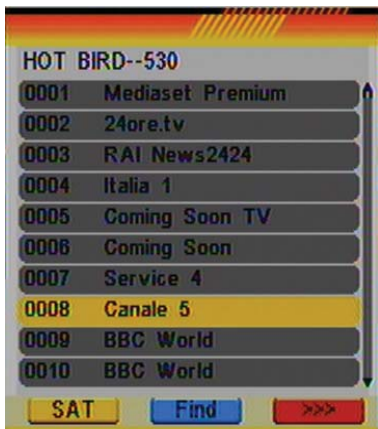 HOT BIRD--530
0001 Mediaset Premium
0002 24ore.tv
0003 RAI News2424
0004 Italia 1
0005 Coming Soon TV
0006 Coming Soon
0007 Service 4
0008 Canale 5
0009 BBC World
0010 BBC World
SAT Find >>>